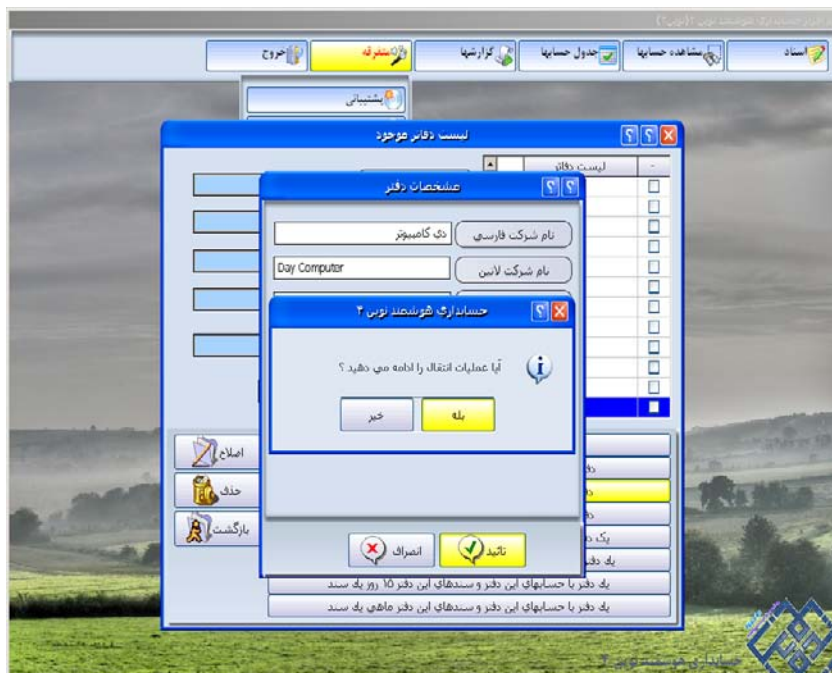 اسناد
مشاهده حسابها
جدول حسابها
گزارشها
متفرقه
خروج
پشتیبانی
لیست دفاتر موجود
لیست دفاتر
مشخصات دفتر
نام شرکت فارسی
دی کامپیوتر
نام شرکت لاتین
Day Computer
حسابداری هوشمند نوین ۴
آیا عملیات انتقال را ادامه می دهید ؟
بله
خیر
اصلاح
حذف
بازگشت
تائید
انصراف
یک دفتر با حسابهای این دفتر و سندهای این دفتر ۱۵ روز یک سند
یک دفتر با حسابهای این دفتر و سندهای این دفتر ماهی یک سند
حسابداری هوشمند نوین ۴